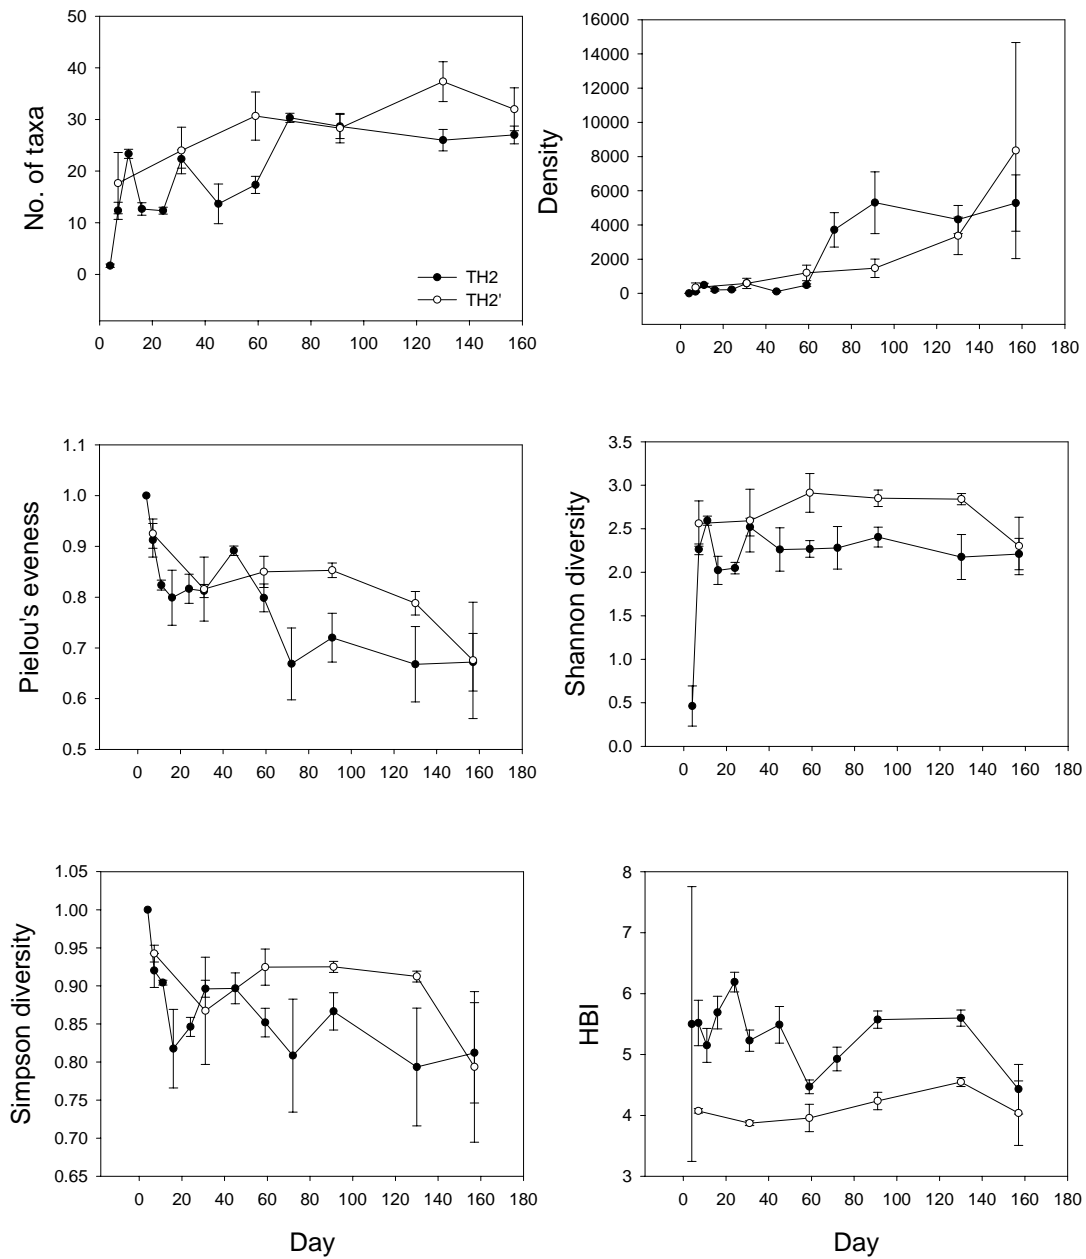 No. of taxa
50
40
30
20
10
0
TH2
TH2'
0 20 40 60 80 100 120 140 160
Density
16000
14000
12000
10000
8000
6000
4000
2000
0
0 20 40 60 80 100 120 140 160 180
Pielou's eveness
1.1
1.0
0.9
0.8
0.7
0.6
0.5
0 20 40 60 80 100 120 140 160 180
Shannon diversity
3.5
3.0
2.5
2.0
1.5
1.0
0.5
0.0
0 20 40 60 80 100 120 140 160 180
Simpson diversity
1.05
1.00
0.95
0.90
0.85
0.80
0.75
0.70
0.65
0 20 40 60 80 100 120 140 160 180
Day
HBI
8
7
6
5
4
3
0 20 40 60 80 100 120 140 160 180
Day